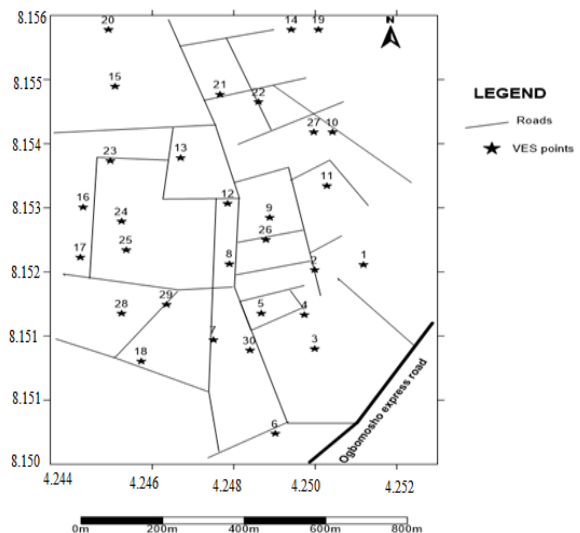 8.156
8.155
8.154
8.153
8.152
8.151
8.151
8.150
4.244 4.246 4.248 4.250 4.252
20 14 19
N
15 21 22
27 10
23 13
11
16 12 9
24
26
17 25 8 2 1
28 29 5 4
7 3
18 30
6
Ogbomosho express road
LEGEND
Roads
VES points
0m 200m 400m 600m 800m